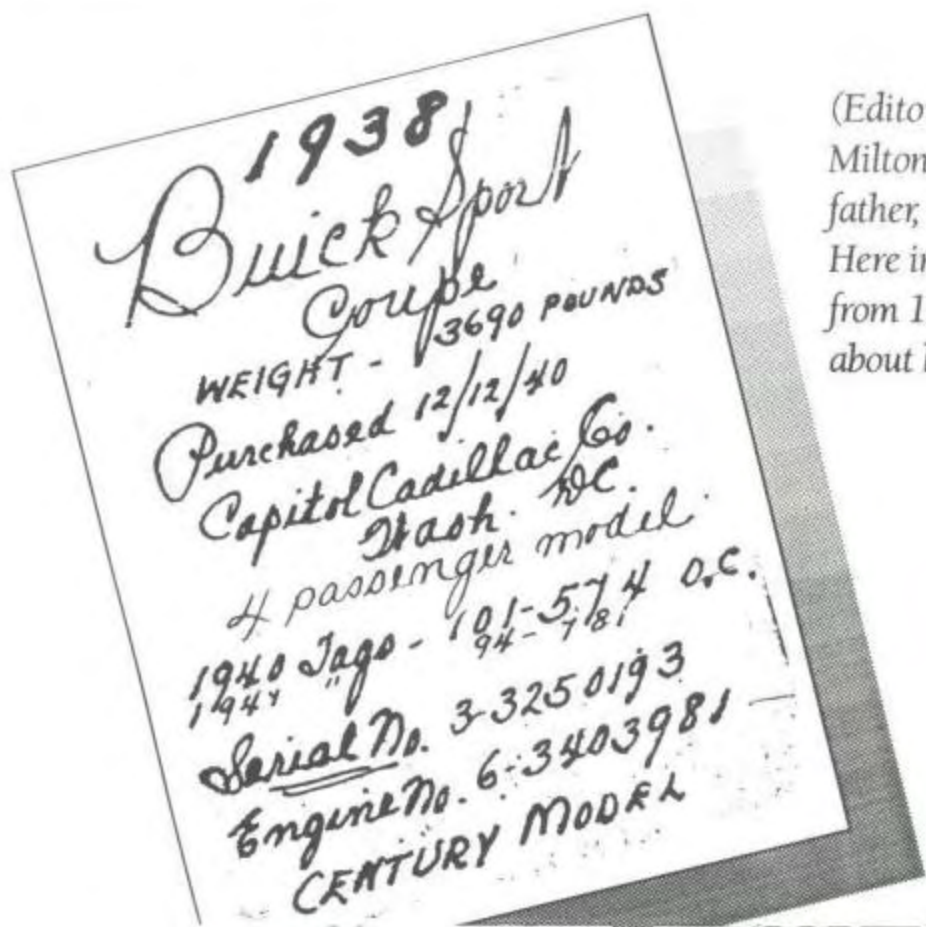 1938
Buick Sport
Coupe
WEIGHT - 3690 POUNDS
Purchased 12/12/40
Capitol Cadillac Co.
Wash. DC.
4 passenger model.
1940 Tags - 101-574 D.C.
194 " 94-781
Serial No. 3-3250193
Engine No. 6-3403981
CENTURY MODEL
(Edito
Milton
father,
Here in
from 1
about